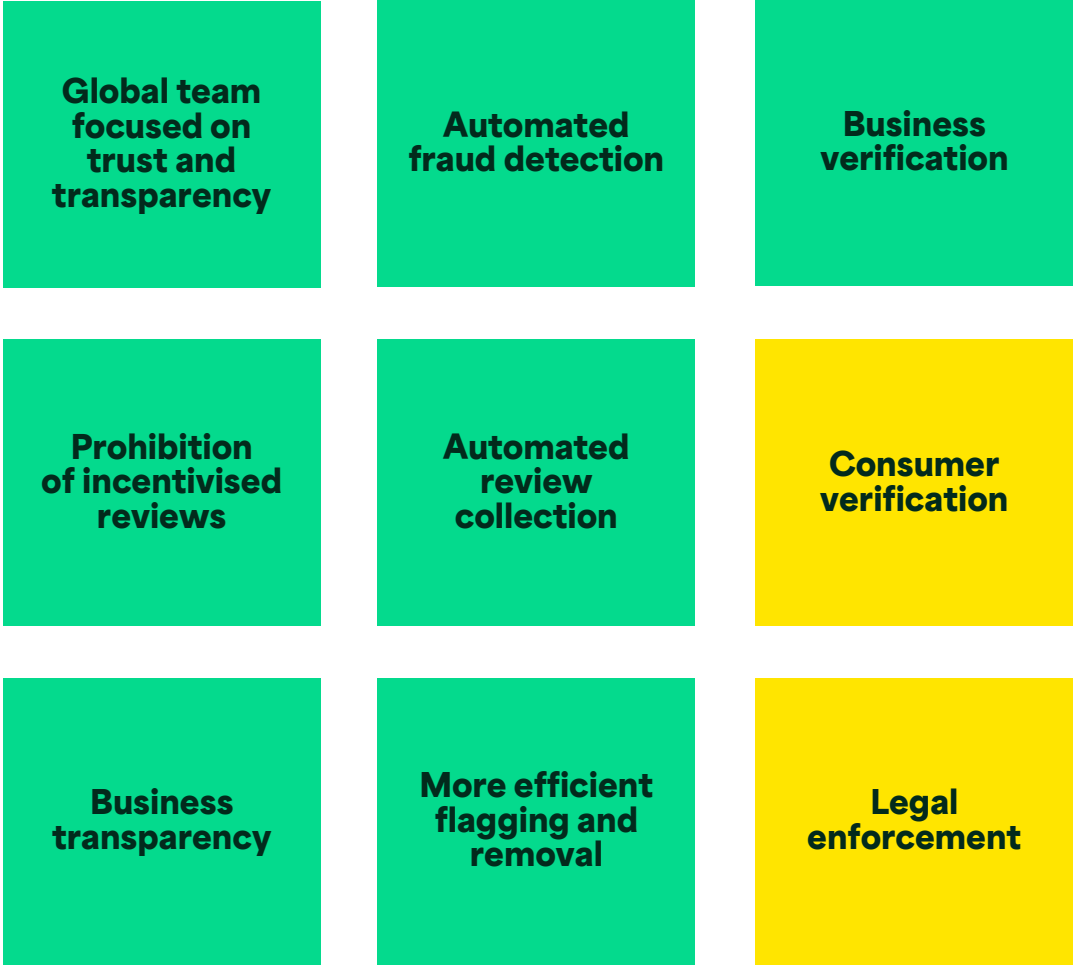 Global team
focused on
trust and
transparency
Automated
fraud detection
Business
verification
Prohibition
of incentivised
reviews
Automated
review
collection
Consumer
verification
Business
transparency
More efficient
flagging and
removal
Legal
enforcement